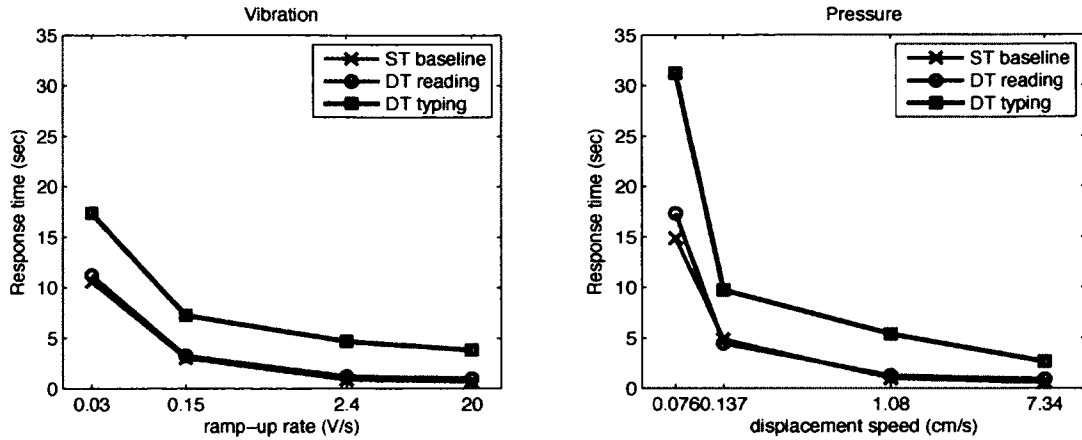 Vibration
35
30
25
20
15
10
5
0
Response time (sec)
ST baseline
DT reading
DT typing
0.03 0.15 2.4 20
ramp-up rate (V/s)
Pressure
35
30
25
20
15
10
5
0
Response time (sec)
ST baseline
DT reading
DT typing
0.076 0.137 1.08 7.34
displacement speed (cm/s)